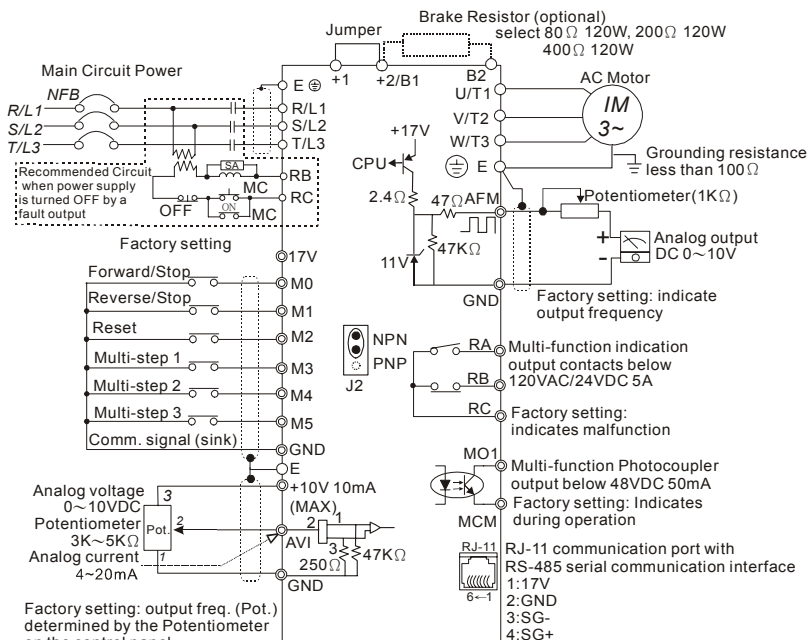 Jumper
Brake Resistor (optional)
select 80Ω 120W, 200Ω 120W
400Ω 120W
Main Circuit Power
NFB
R/L1
S/L2
T/L3
E
R/L1
S/L2
T/L3
+1
+2/B1
B2
U/T1
V/T2
W/T3
E
AC Motor
IM
3~
Grounding resistance
less than 100Ω
Recommended Circuit
when power supply
is turned OFF by a
fault output
SA
MC
OFF
ON
MC
RB
RC
+17V
CPU
2.4Ω
47Ω
AFM
11V
47KΩ
GND
Potentiometer(1KΩ)
+
-
Analog output
DC 0~10V
Factory setting: indicate
output frequency
Factory setting
Forward/Stop
Reverse/Stop
Reset
Multi-step 1
Multi-step 2
Multi-step 3
Comm. signal (sink)
17V
M0
M1
M2
M3
M4
M5
GND
E
NPN
PNP
J2
RA
RB
RC
Multi-function indication
output contacts below
120VAC/24VDC 5A
Factory setting:
indicates malfunction
MO1
MCM
Multi-function Photocoupler
output below 48VDC 50mA
Factory setting: Indicates
during operation
Analog voltage
0~10VDC
Potentiometer
3K~5KΩ
Analog current
4~20mA
3
Pot.
2
1
+10V 10mA
(MAX)
AVI
2
1
3
250Ω
47KΩ
GND
RJ-11
6←1
RJ-11 communication port with
RS-485 serial communication interface
1:17V
2:GND
3:SG-
4:SG+
Factory setting: output freq. (Pot.)
determined by the Potentiometer